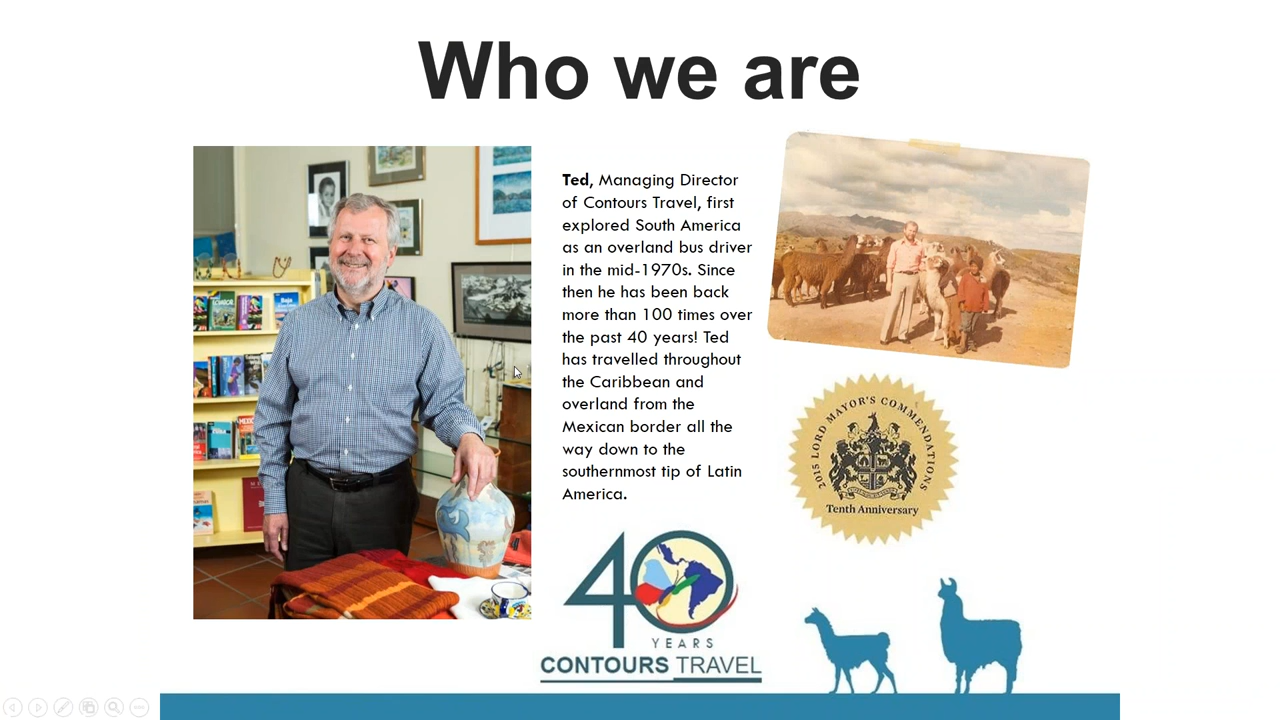 Who we are
Ted, Managing Director
of Contours Travel, first
explored South America
as an overland bus driver
in the mid-1970s. Since
then he has been back
more than 100 times over
the past 40 years! Ted
has travelled throughout
the Caribbean and
overland from the
Mexican border all the
way down to the
southernmost tip of Latin
America.
2015 LORD MAYOR'S COMMENDATIONS
Tenth Anniversary
40
YEARS
CONTOURS TRAVEL